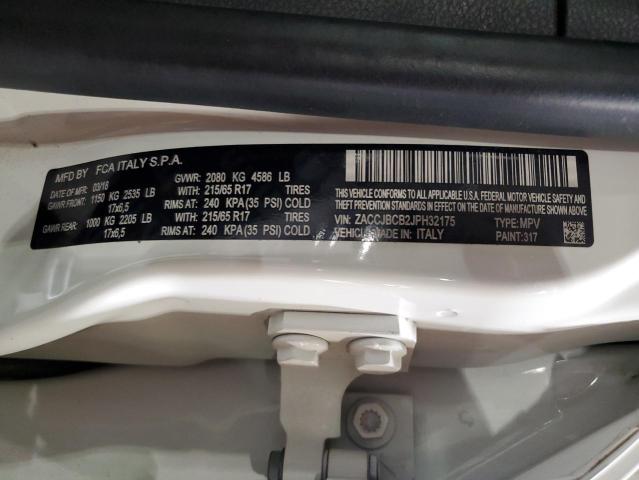 MFD BY FCA ITALY S.P.A.
DATE OF MFR: 03/18 GVWR: 2080 KG 4586 LB
GAWR FRONT: 1150 KG 2535 LB WITH: 215/65 R17 TIRES
17x6,5 RIMS AT: 240 KPA(35 PSI) COLD
GAWR REAR: 1000 KG 2205 LB WITH: 215/65 R17 TIRES
17x6,5 RIMS AT: 240 KPA(35 PSI) COLD
THIS VEHICLE CONFORMS TO ALL APPLICABLE U.S.A. FEDERAL MOTOR VEHICLE SAFETY,
BUMPER, AND THEFT PREVENTION STANDARDS IN EFFECT ON THE DATE OF MANUFACTURE SHOWN ABOVE.
VIN: ZACCJBCB2JPH32175 TYPE: MPV
VEHICLE MADE IN: ITALY PAINT: 317